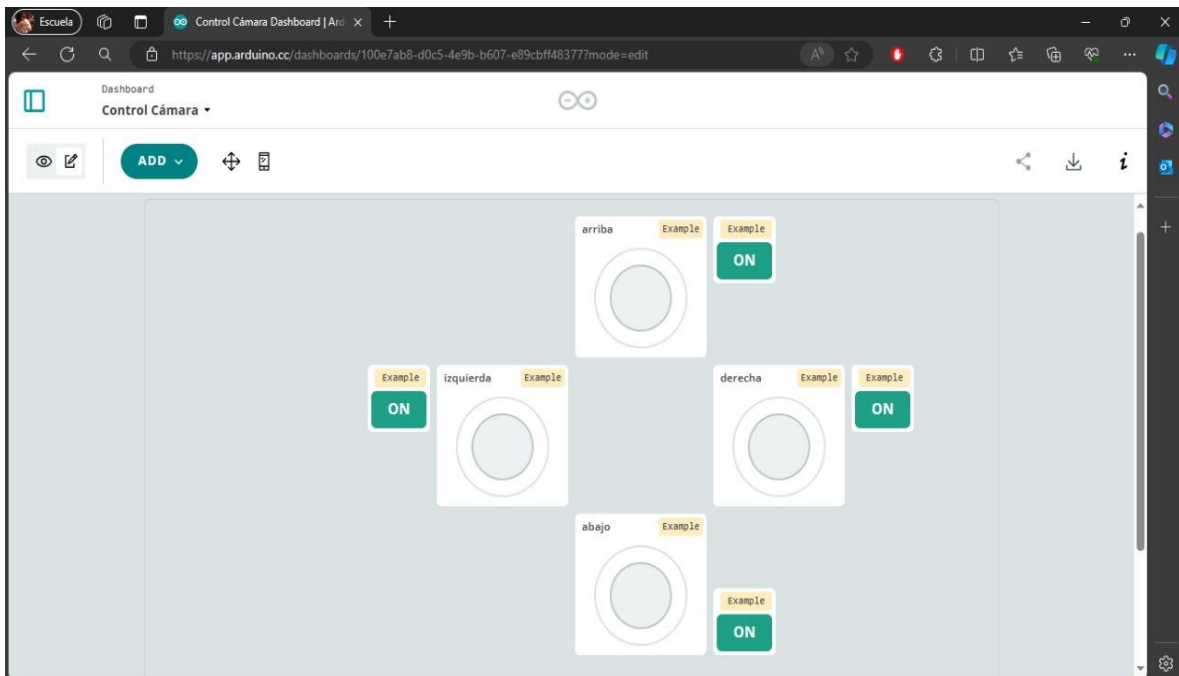 Escuela
Control Cámara Dashboard | Ard
https://app.arduino.cc/dashboards/100e7ab8-d0c5-4e9b-b607-e89cbff48377?mode=edit
Dashboard
Control Cámara
ADD
i
arriba Example Example
ON
Example izquierda Example derecha Example Example
ON ON
abajo Example
Example
ON